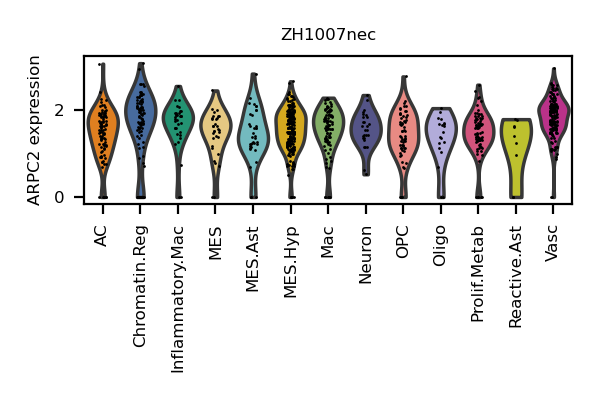 ZH1007nec
ARPC2 expression
2
0
AC
Chromatin.Reg
Inflammatory.Mac
MES
MES.Ast
MES.Hyp
Mac
Neuron
OPC
Oligo
Prolif.Metab
Reactive.Ast
Vasc